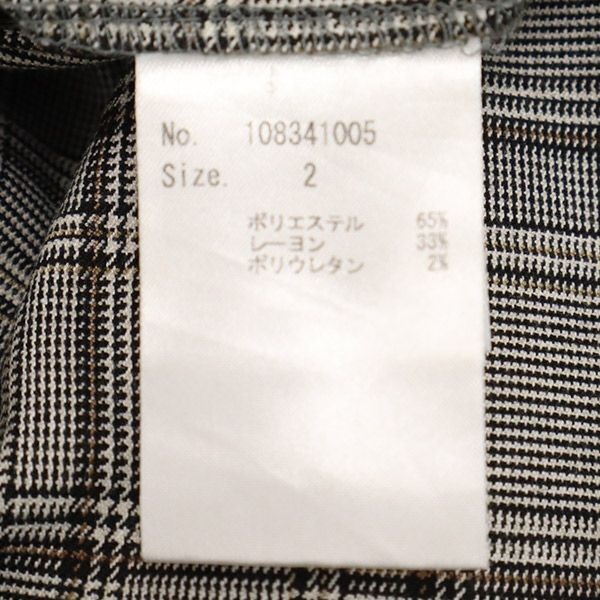 No. 108341005
Size. 2
ポリエステル 65%
レーヨン 33%
ポリウレタン 2%